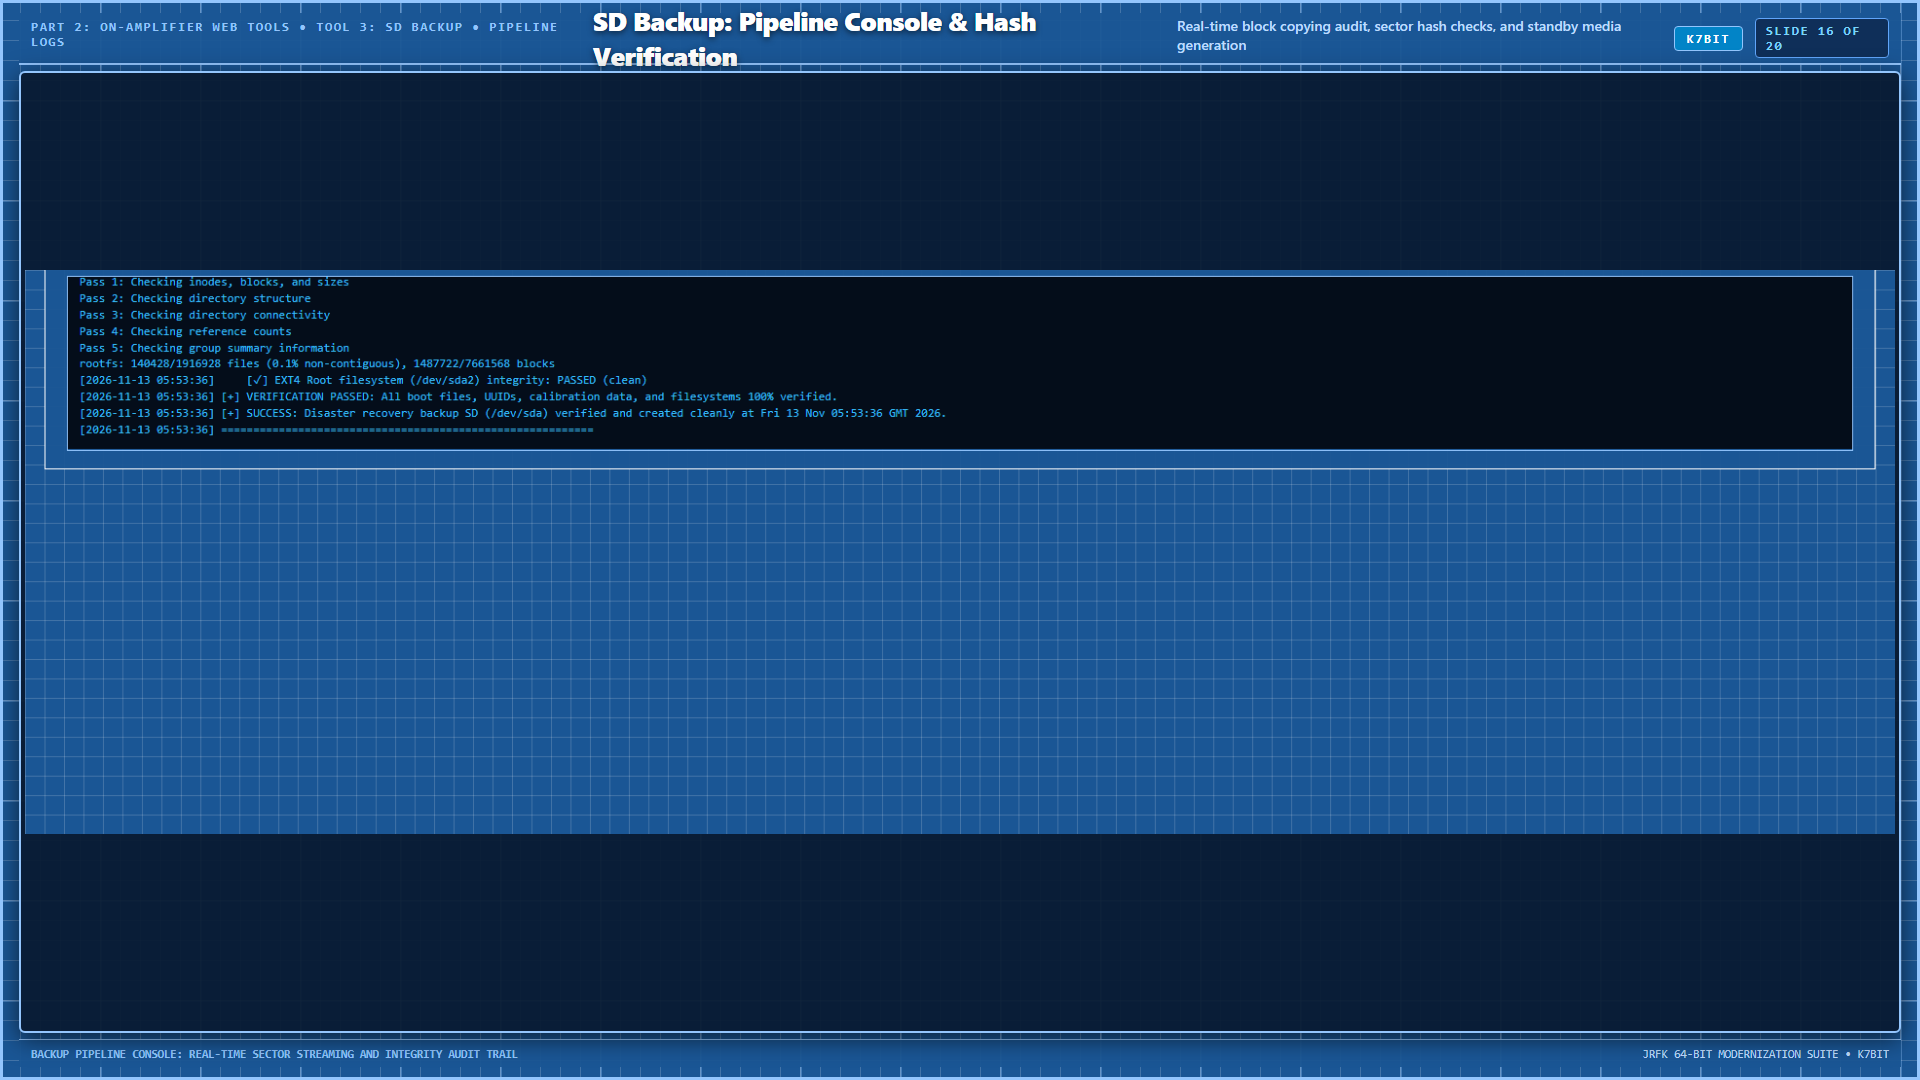 PART 2: ON-AMPLIFIER WEB TOOLS • TOOL 3: SD BACKUP • PIPELINE
LOGS
SD Backup: Pipeline Console & Hash
Verification
Real-time block copying audit, sector hash checks, and standby media
generation
K7BIT
SLIDE 16 OF
20
Pass 1: Checking inodes, blocks, and sizes
Pass 2: Checking directory structure
Pass 3: Checking directory connectivity
Pass 4: Checking reference counts
Pass 5: Checking group summary information
rootfs: 140428/1916928 files (0.1% non-contiguous), 1487722/7661568 blocks
[2026-11-13 05:53:36]     [✓] EXT4 Root filesystem (/dev/sda2) integrity: PASSED (clean)
[2026-11-13 05:53:36] [+] VERIFICATION PASSED: All boot files, UUIDs, calibration data, and filesystems 100% verified.
[2026-11-13 05:53:36] [+] SUCCESS: Disaster recovery backup SD (/dev/sda) verified and created cleanly at Fri 13 Nov 05:53:36 GMT 2026.
[2026-11-13 05:53:36] ==========================================================
BACKUP PIPELINE CONSOLE: REAL-TIME SECTOR STREAMING AND INTEGRITY AUDIT TRAIL
JRFK 64-BIT MODERNIZATION SUITE • K7BIT